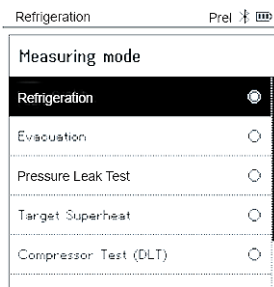 Refrigeration Prel
Measuring mode
Refrigeration
Evacuation
Pressure Leak Test
Target Superheat
Compressor Test (DLT)